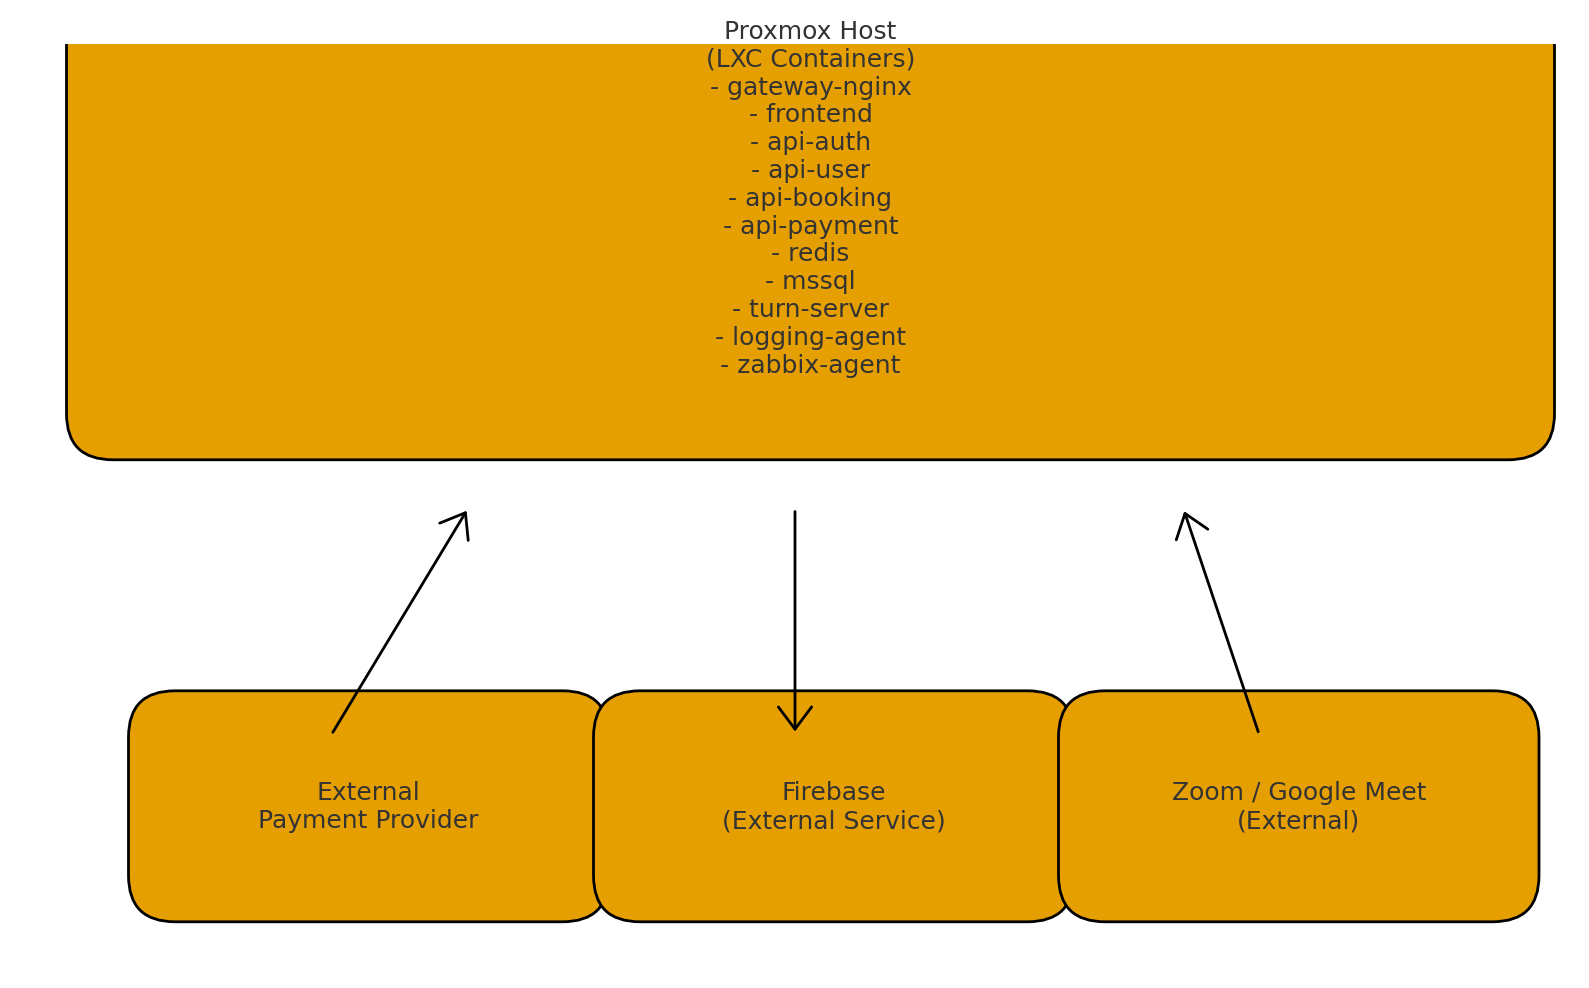 Proxmox Host
(LXC Containers)
- gateway-nginx
- frontend
- api-auth
- api-user
- api-booking
- api-payment
- redis
- mssql
- turn-server
- logging-agent
- zabbix-agent
External
Payment Provider
Firebase
(External Service)
Zoom / Google Meet
(External)